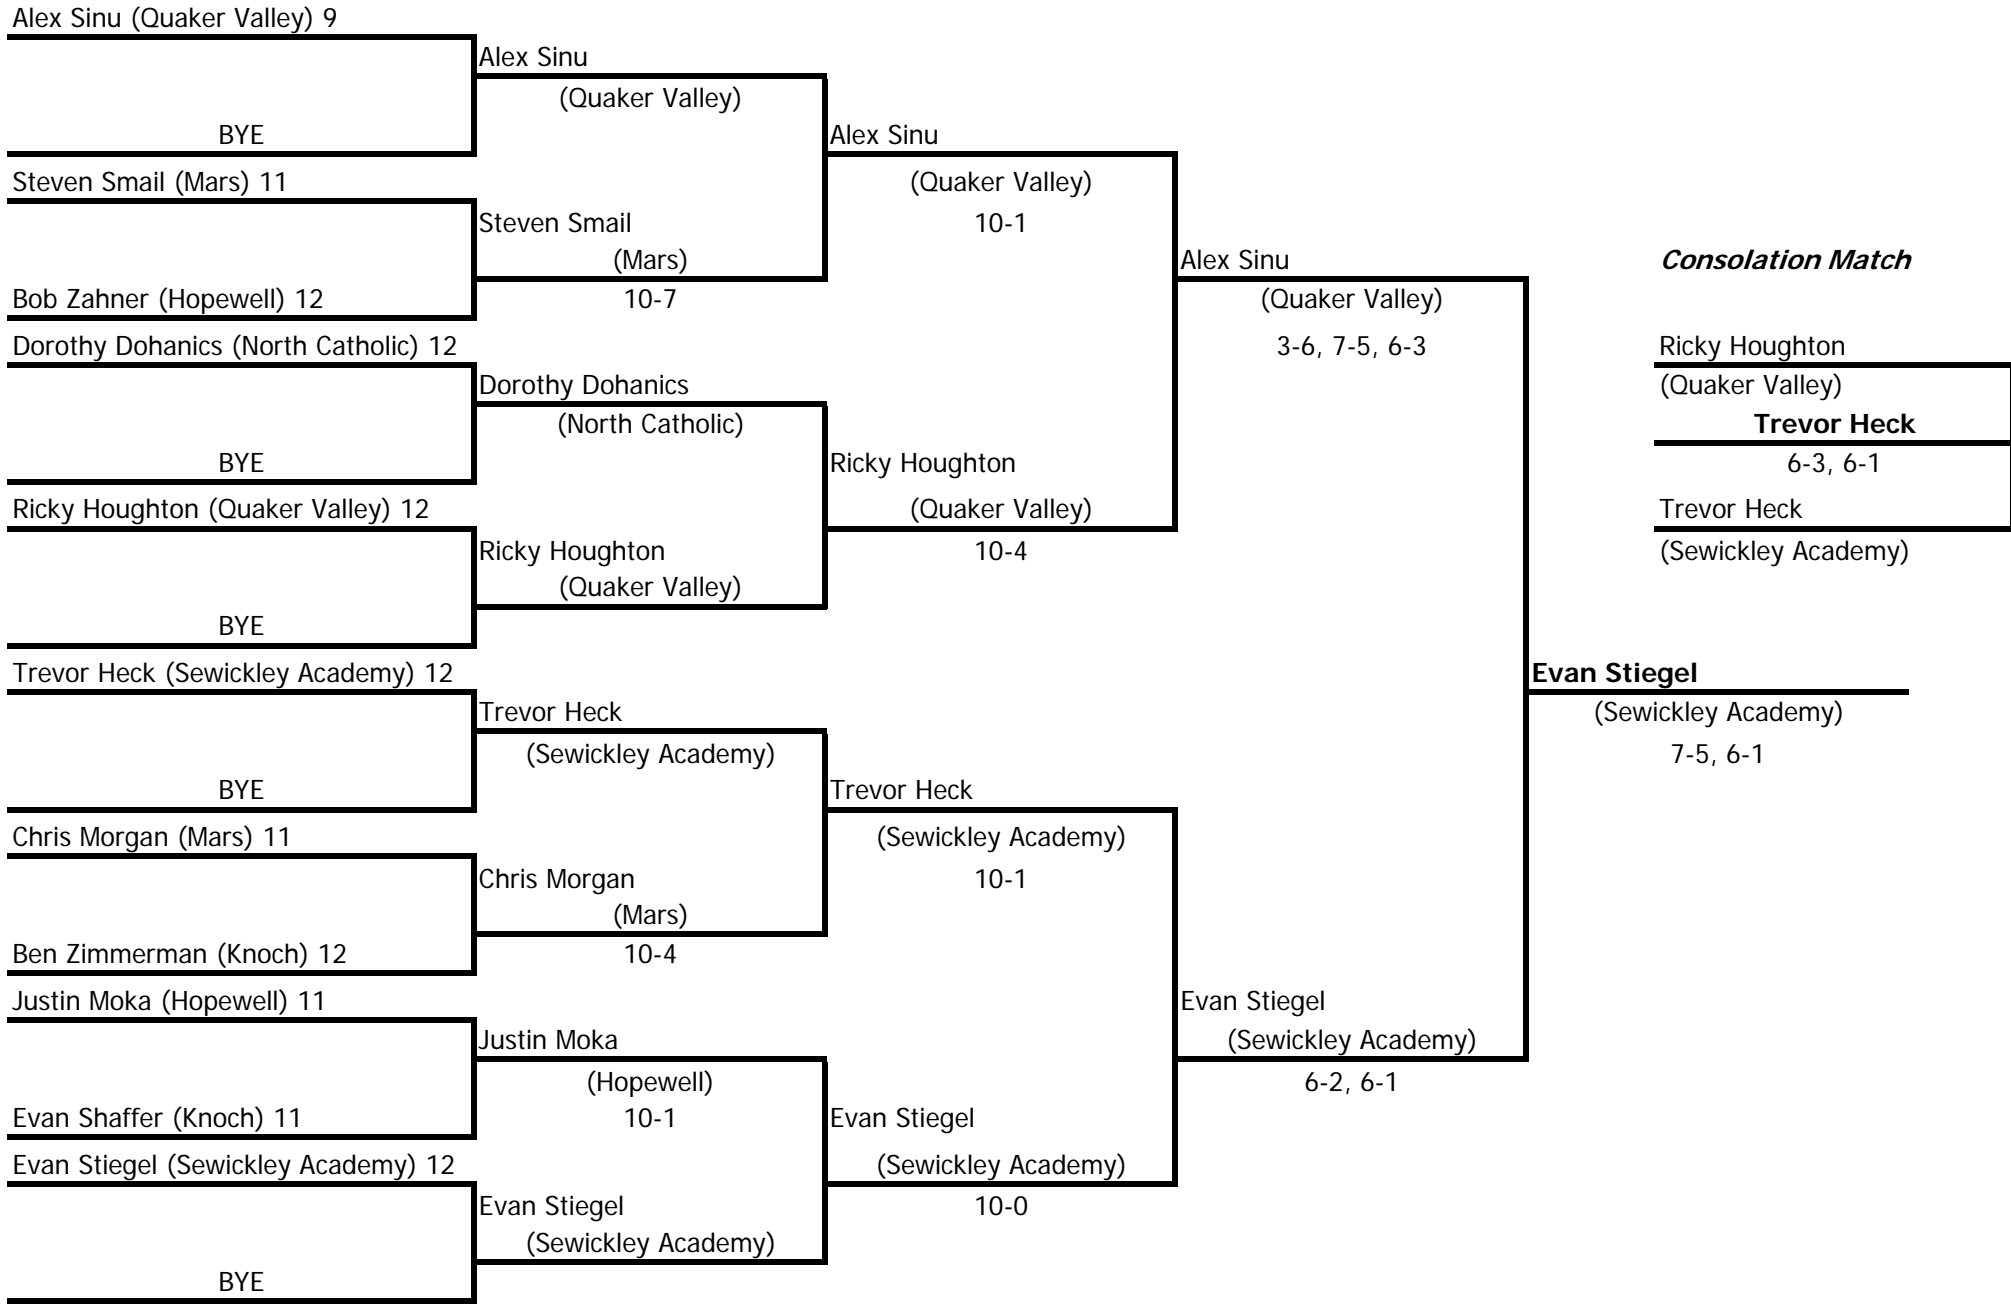 Alex Sinu (Quaker Valley) 9
BYE
Steven Smail (Mars) 11
Bob Zahner (Hopewell) 12
Dorothy Dohanics (North Catholic) 12
BYE
Ricky Houghton (Quaker Valley) 12
BYE
Trevor Heck (Sewickley Academy) 12
BYE
Chris Morgan (Mars) 11
Ben Zimmerman (Knoch) 12
Justin Moka (Hopewell) 11
Evan Shaffer (Knoch) 11
Evan Stiegel (Sewickley Academy) 12
BYE
Alex Sinu
(Quaker Valley)
Steven Smail
(Mars)
10-7
Dorothy Dohanics
(North Catholic)
Ricky Houghton
(Quaker Valley)
Trevor Heck
(Sewickley Academy)
Chris Morgan
(Mars)
10-4
Justin Moka
(Hopewell)
10-1
Evan Stiegel
(Sewickley Academy)
Alex Sinu
(Quaker Valley)
10-1
Ricky Houghton
(Quaker Valley)
10-4
Trevor Heck
(Sewickley Academy)
10-1
Evan Stiegel
(Sewickley Academy)
10-0
Alex Sinu
(Quaker Valley)
3-6, 7-5, 6-3
Evan Stiegel
(Sewickley Academy)
6-2, 6-1
Evan Stiegel
(Sewickley Academy)
7-5, 6-1
Consolation Match
Ricky Houghton
(Quaker Valley)
Trevor Heck
6-3, 6-1
Trevor Heck
(Sewickley Academy)